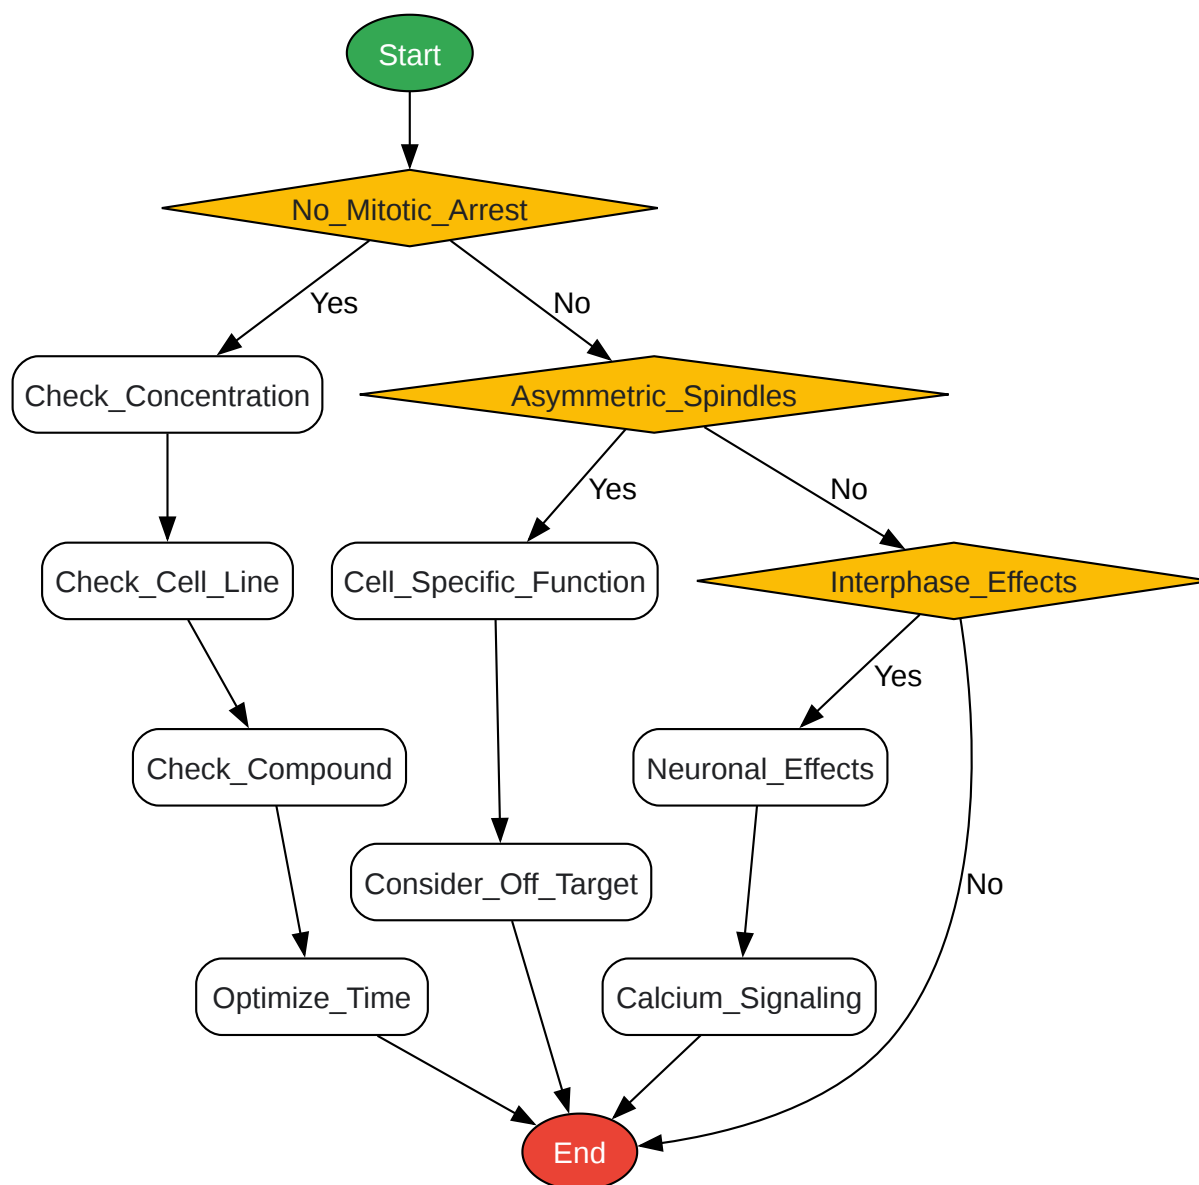 Start
No_Mitotic_Arrest
Yes
No
Check_Concentration
Asymmetric_Spindles
Yes
No
Check_Cell_Line
Cell_Specific_Function
Interphase_Effects
Yes
Check_Compound
Neuronal_Effects
Consider_Off_Target
No
Optimize_Time
Calcium_Signaling
End